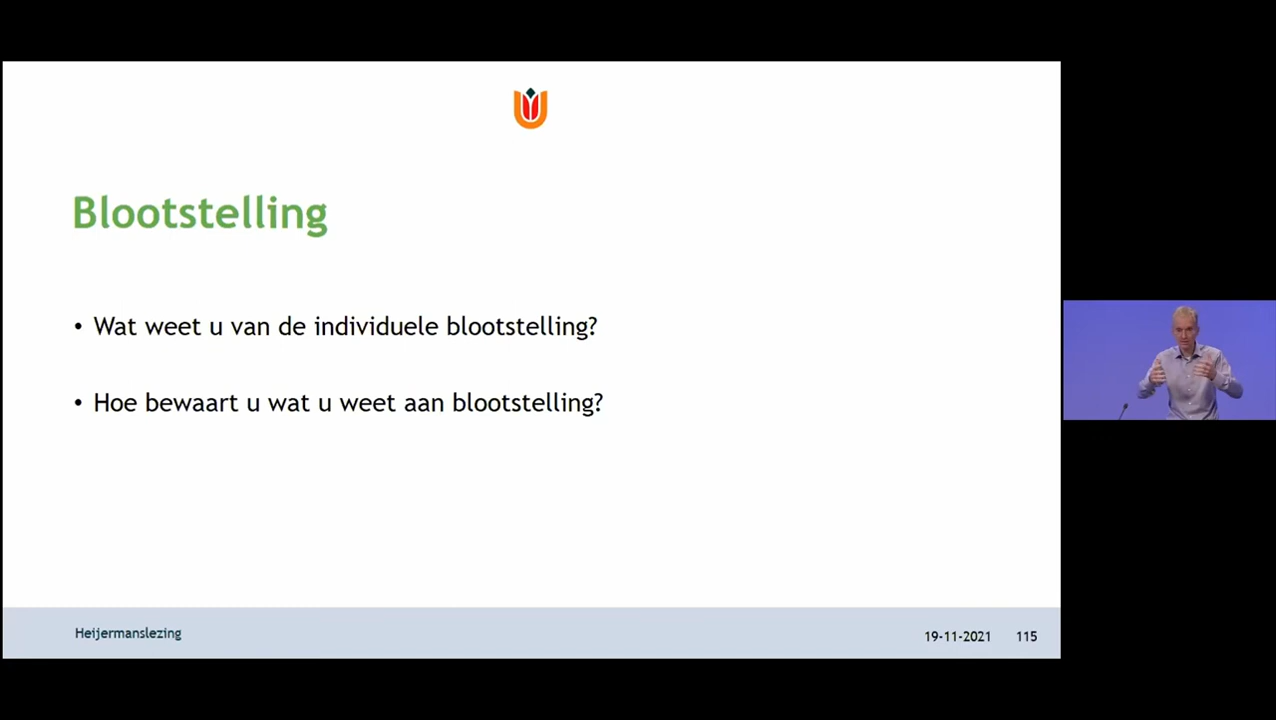 Blootstelling
• Wat weet u van de individuele blootstelling?
• Hoe bewaart u wat u weet aan blootstelling?
Heijermanslezing
19-11-2021 115